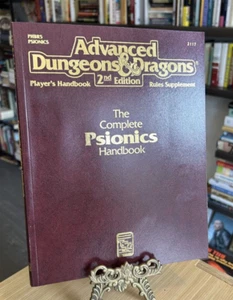 PHBR5
PSIONICS
2117
Advanced
Dungeons & Dragons®
2nd Edition
Player's Handbook
Rules Supplement
The
Complete
Psionics
Handbook